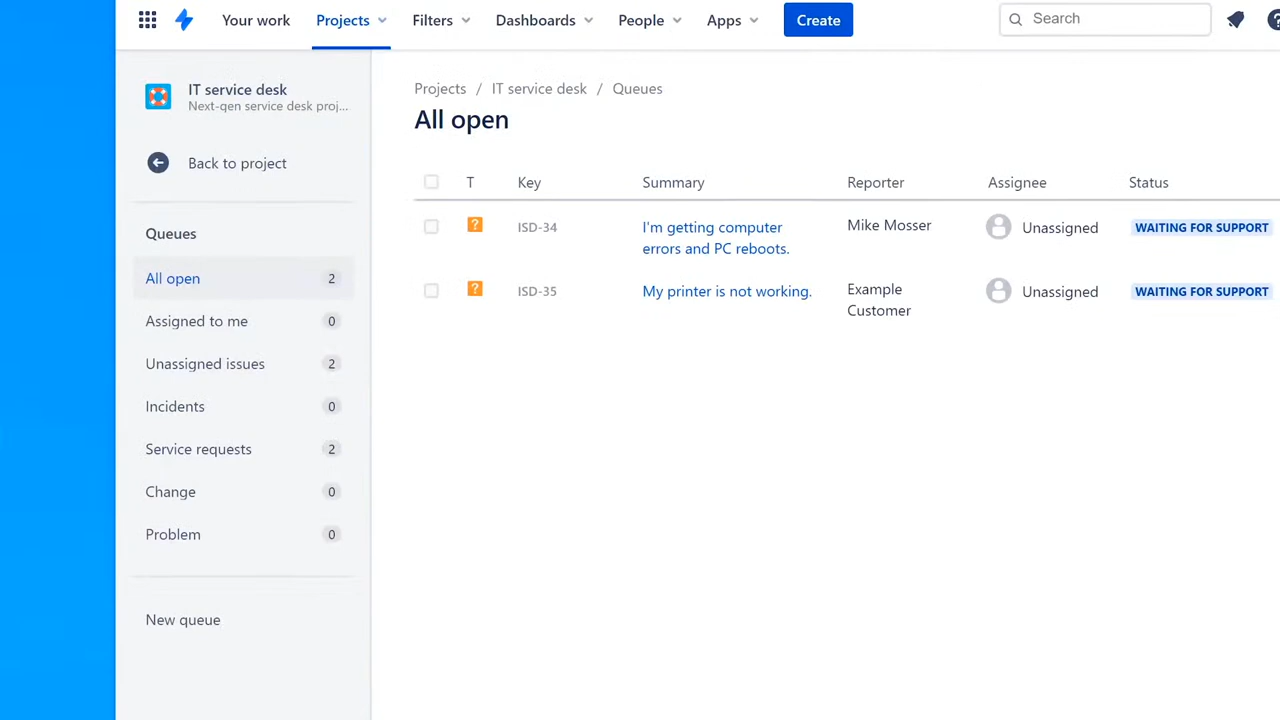 Your work Projects Filters Dashboards People Apps Create Search
IT service desk
Next-gen service desk proj...
Back to project
Queues
All open 2
Assigned to me 0
Unassigned issues 2
Incidents 0
Service requests 2
Change 0
Problem 0
New queue
Projects / IT service desk / Queues
All open
T Key Summary Reporter Assignee Status
? ISD-34 I'm getting computer Mike Mosser Unassigned WAITING FOR SUPPORT
errors and PC reboots.
? ISD-35 My printer is not working. Example Unassigned WAITING FOR SUPPORT
Customer